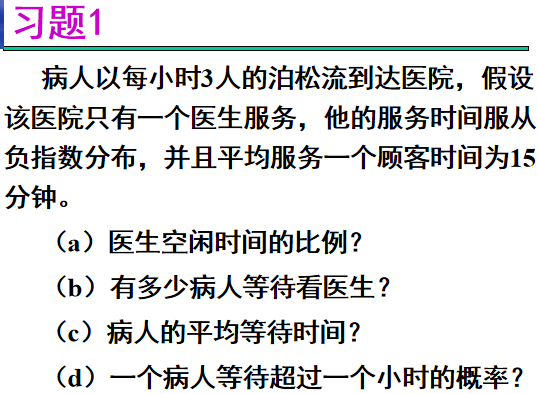 习题1
病人以每小时3人的泊松流到达医院，假设
该医院只有一个医生服务，他的服务时间服从
负指数分布，并且平均服务一个顾客时间为15
分钟。
（a）医生空闲时间的比例？
（b）有多少病人等待看医生？
（c）病人的平均等待时间？
（d）一个病人等待超过一个小时的概率？